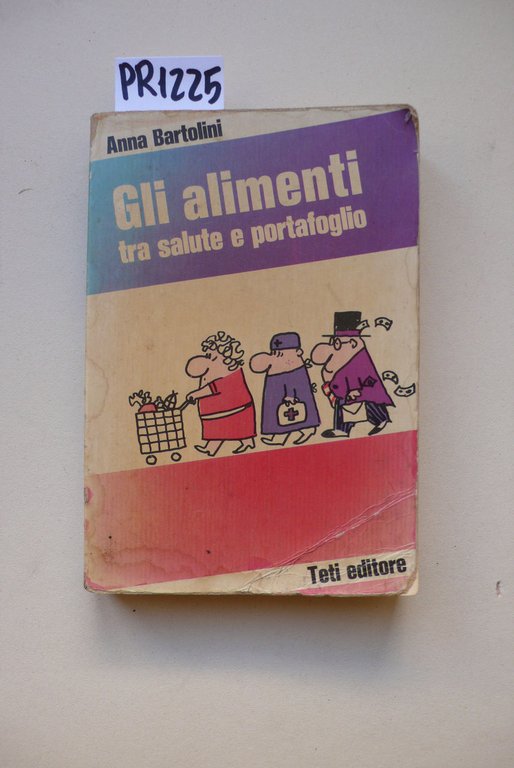 PR1225
Anna Bartolini
Gli alimenti
tra salute e portafoglio
Teti editore